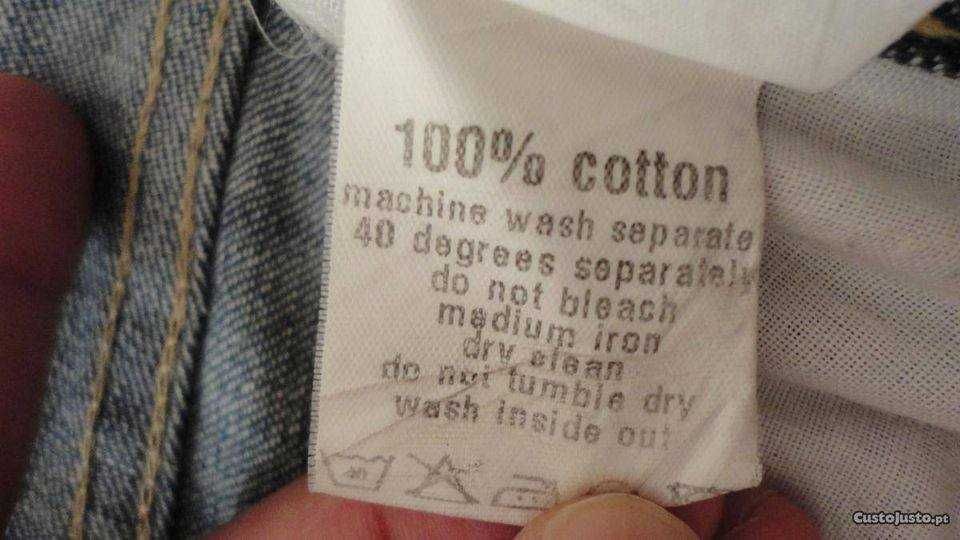 100% cotton
machine wash separate
40 degrees separately
do not bleach
medium iron
dry clean
do not tumble dry
wash inside out
40
CustoJusto.pt